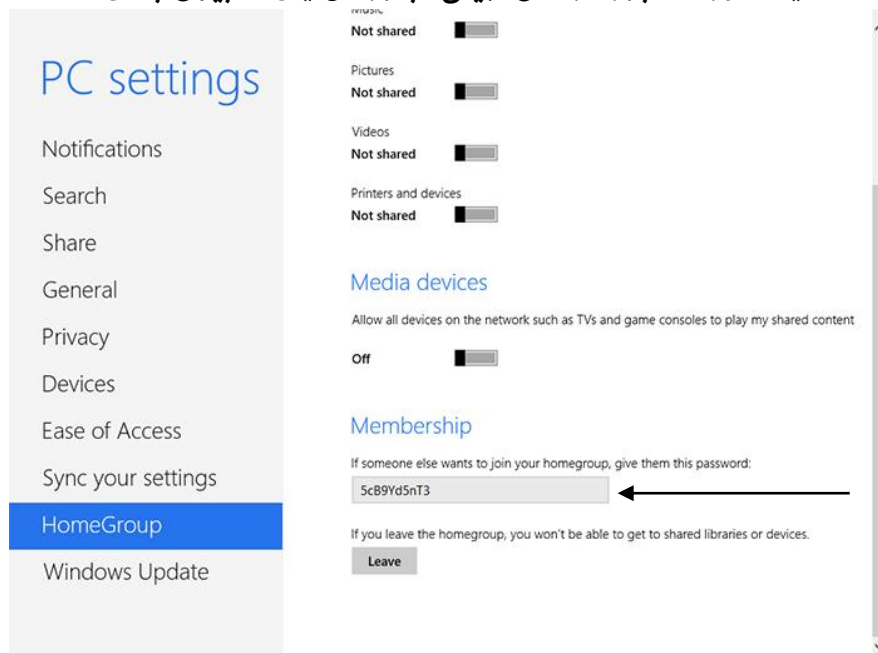 Music
Not shared
PC settings
Pictures
Not shared
Notifications
Videos
Not shared
Search
Printers and devices
Not shared
Share
General
Media devices
Allow all devices on the network such as TVs and game consoles to play my shared content
Privacy
Off
Devices
Ease of Access
Membership
If someone else wants to join your homegroup, give them this password:
Sync your settings
5cB9Yd5nT3
HomeGroup
If you leave the homegroup, you won't be able to get to shared libraries or devices.
Leave
Windows Update